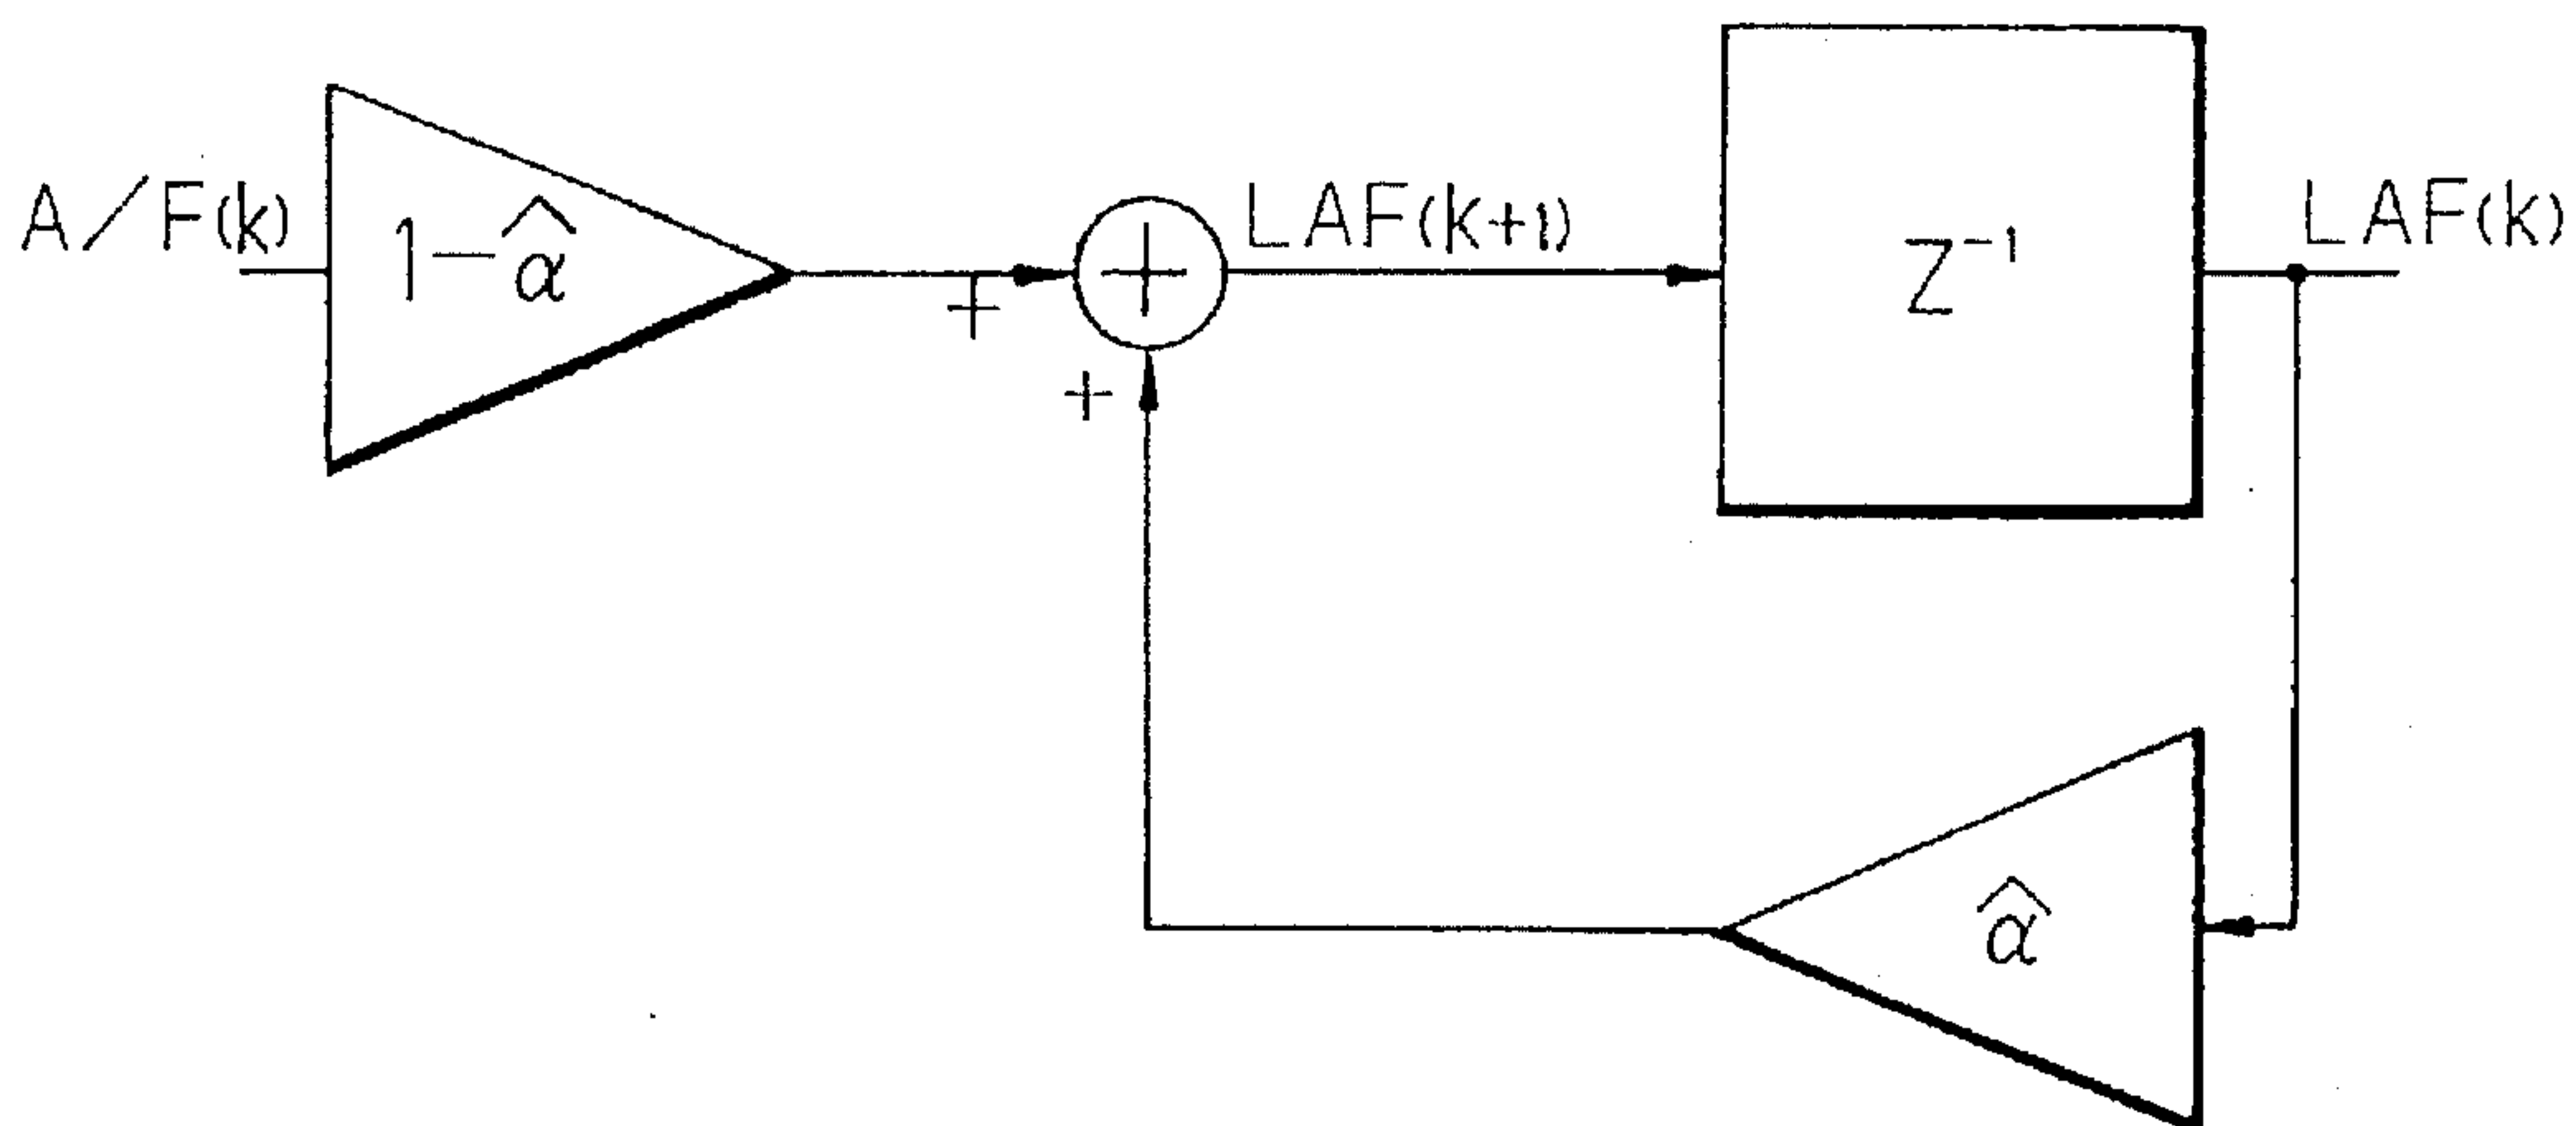 A/F(k)
1-α̂
+
+
LAF(k+1)
+
Z⁻¹
LAF(k)
α̂